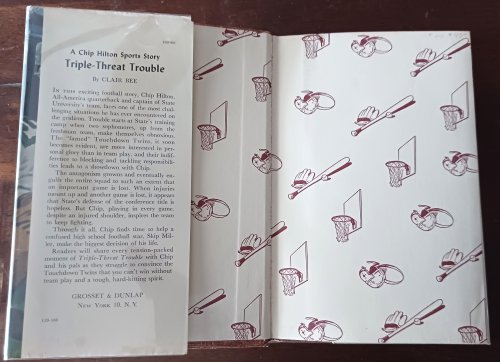 A Chip Hilton Sports Story
Triple-Threat Trouble
By CLAIR BEE
IN THIS exciting football story, Chip Hilton,
All-America quarterback and captain of State
University's team, faces one of the most chal-
lenging situations he has ever encountered on
the gridiron. Trouble starts at State's training
camp when two sophomores, up from the
freshman team, make themselves obnoxious.
The "famed" Touchdown Twins, it soon
becomes evident, are more interested in per-
sonal glory than in team play, and their indif-
ference to blocking and tackling responsibili-
ties leads to a showdown with Chip.
The antagonism grows and eventually en-
gulfs the entire squad to such an extent that
an important game is lost. When injuries
sideline
one and another game is lost, it appears
that State's defense of the conference title is
hopeless. But Chip, playing in every game
despite an injured shoulder, inspires the team
to keep fighting.
Through it all, Chip finds time to help a
confused high school football star, Skip Mil-
ler, make the biggest decision of his life.
Readers will share every tension-packed
moment of Triple-Threat Trouble with Chip
and his pals as they struggle to convince the
Touchdown Twins that you can't win without
team play and a tough, hard-hitting spirit.
GROSSET & DUNLAP
NEW YORK 10, N. Y.